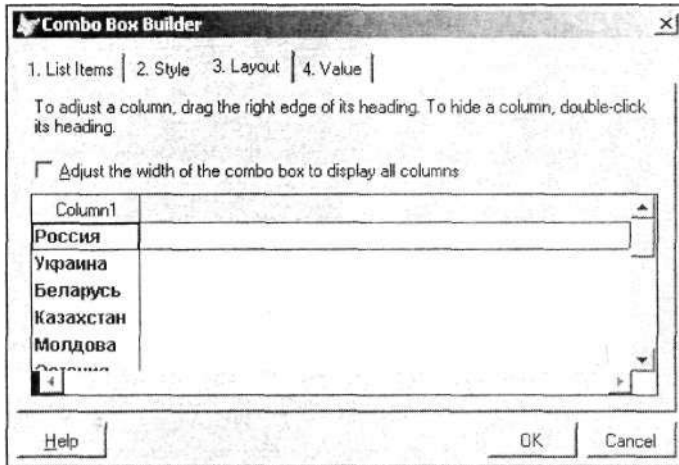 Combo Box Builder
1. List Items 2. Style 3. Layout 4. Value
To adjust a column, drag the right edge of its heading. To hide a column, double-click
its heading.
Adjust the width of the combo box to display all columns
Column1
Россия
Украина
Беларусь
Казахстан
Молдова
Help OK Cancel